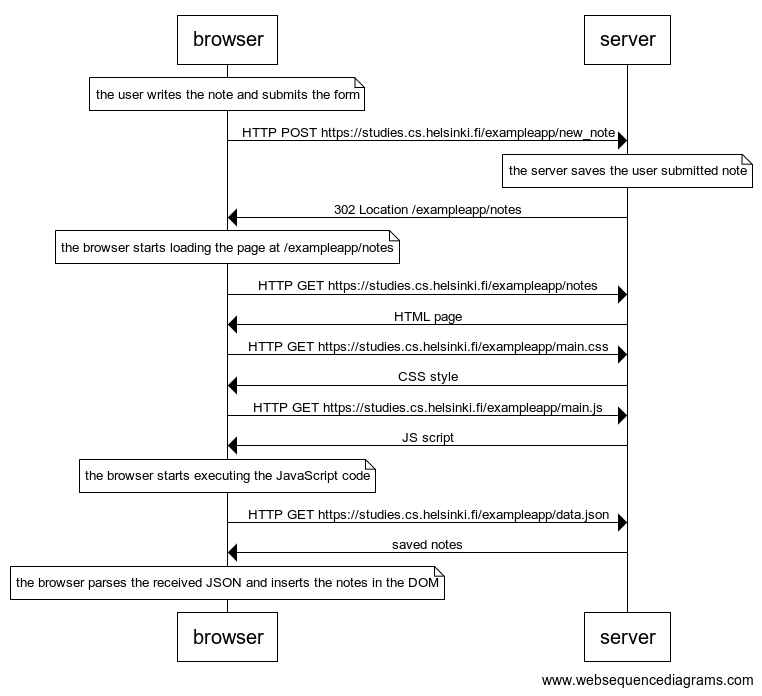 browser
server
the user writes the note and submits the form
HTTP POST https://studies.cs.helsinki.fi/exampleapp/new_note
the server saves the user submitted note
302 Location /exampleapp/notes
the browser starts loading the page at /exampleapp/notes
HTTP GET https://studies.cs.helsinki.fi/exampleapp/notes
HTML page
HTTP GET https://studies.cs.helsinki.fi/exampleapp/main.css
CSS style
HTTP GET https://studies.cs.helsinki.fi/exampleapp/main.js
JS script
the browser starts executing the JavaScript code
HTTP GET https://studies.cs.helsinki.fi/exampleapp/data.json
saved notes
the browser parses the received JSON and inserts the notes in the DOM
browser
server
www.websequencediagrams.com